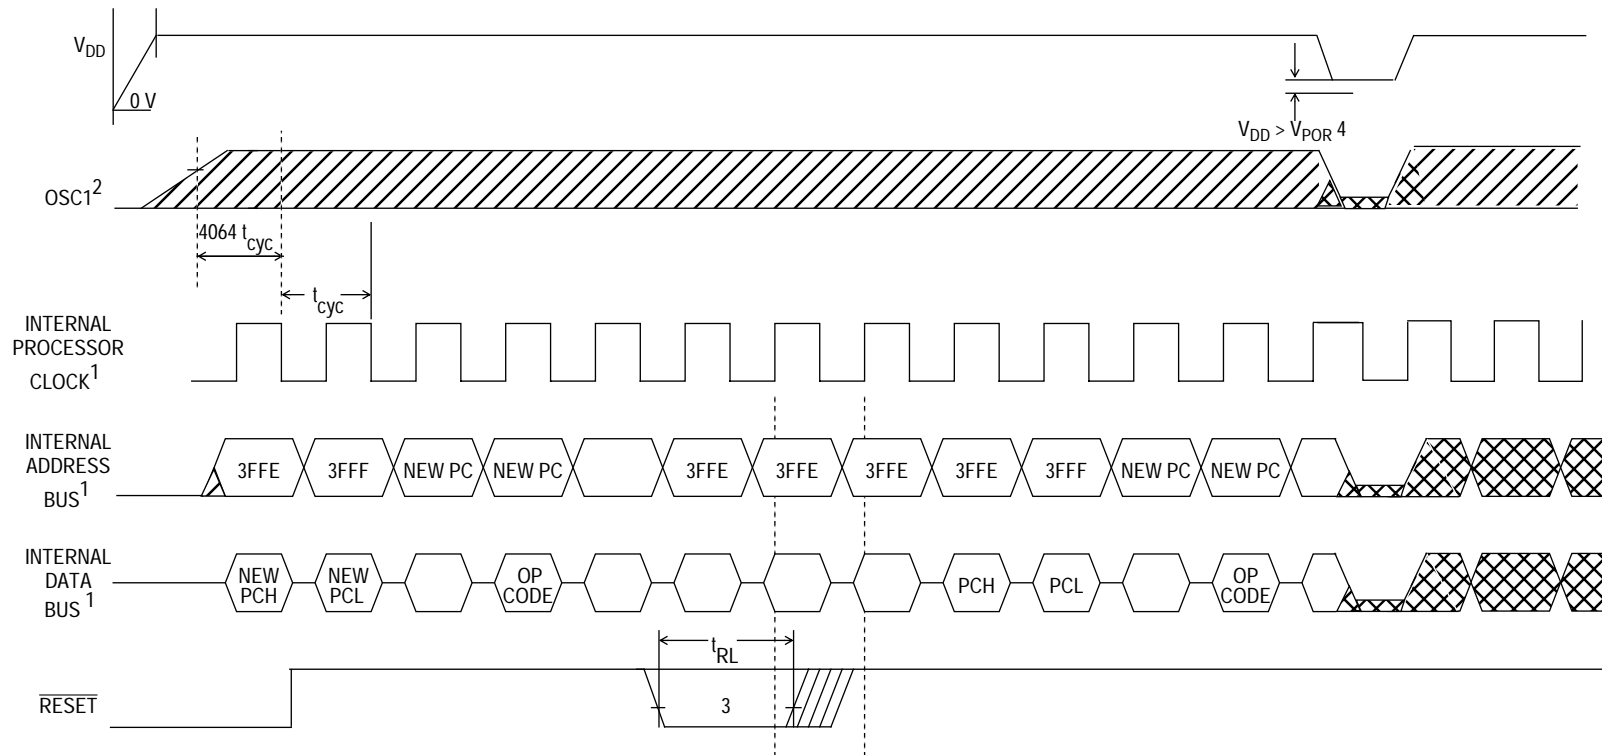 VDD
0 V
VDD > VPOR 4
OSC1²
4064 tcyc
tcyc
INTERNAL
PROCESSOR
CLOCK¹
INTERNAL
ADDRESS
BUS¹
3FFE 3FFF NEW PC NEW PC 3FFE 3FFE 3FFE 3FFE 3FFF NEW PC NEW PC
INTERNAL
DATA
BUS¹
NEW
PCH
NEW
PCL
OP
CODE
PCH
PCL
OP
CODE
tRL
RESET
3